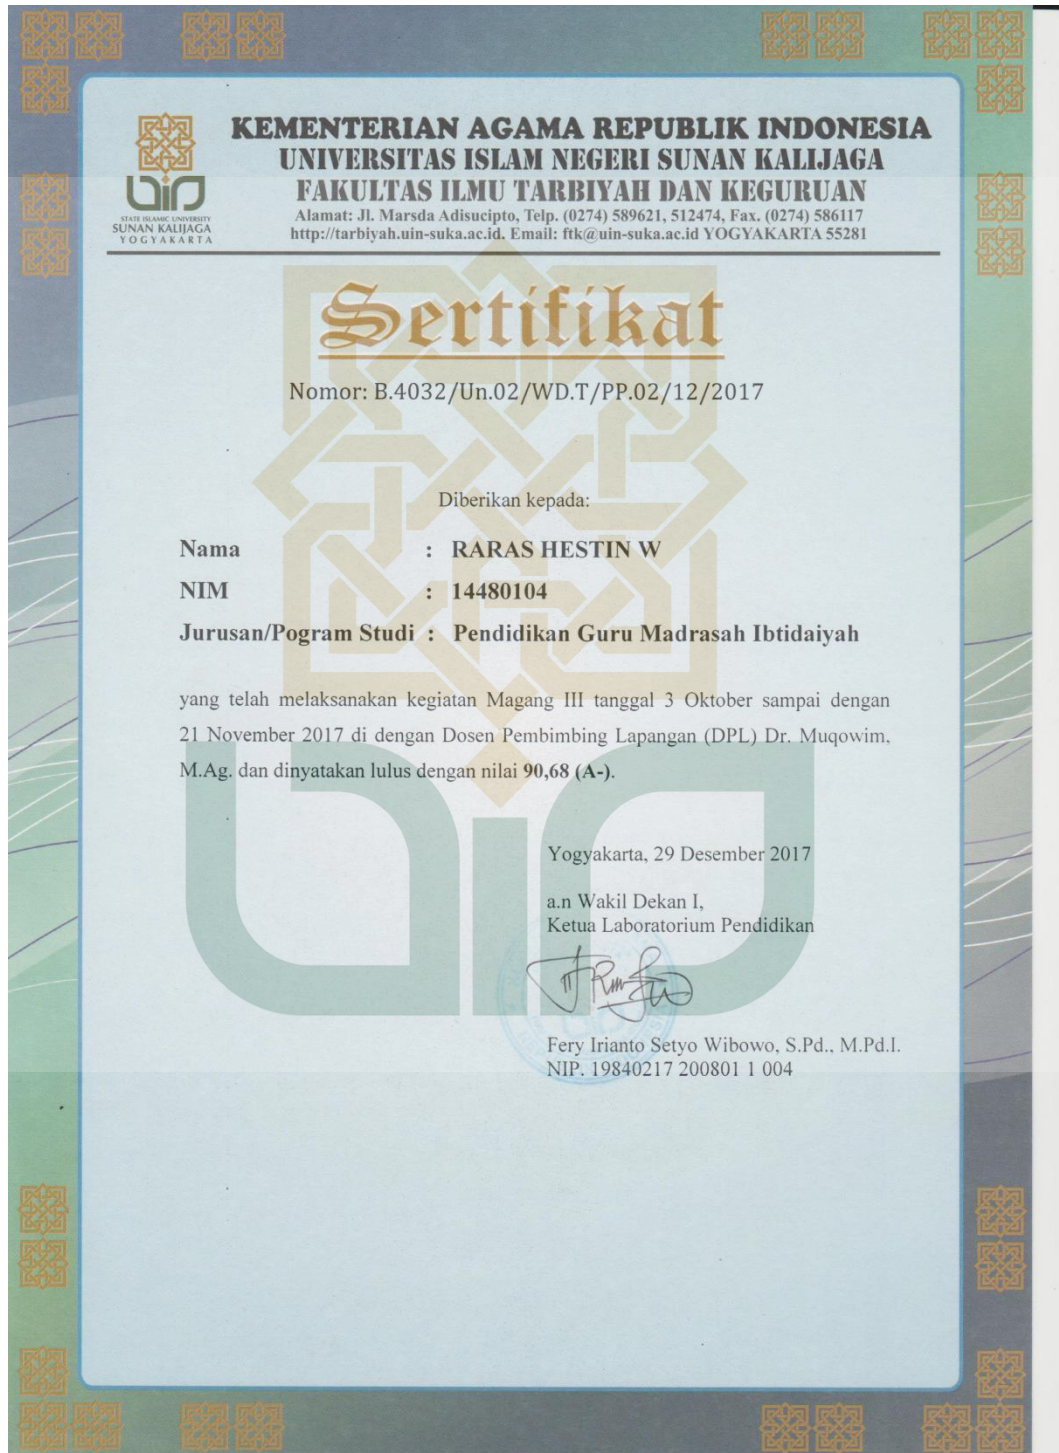 KEMENTERIAN AGAMA REPUBLIK INDONESIA
UNIVERSITAS ISLAM NEGERI SUNAN KALIJAGA
FAKULTAS ILMU TARBIYAH DAN KEGURUAN
Alamat: Jl. Marsda Adisucipto, Telp. (0274) 589621, 512474, Fax. (0274) 586117
http://tarbiyah.uin-suka.ac.id. Email: ftk@uin-suka.ac.id YOGYAKARTA 55281
STATE ISLAMIC UNIVERSITY
SUNAN KALIJAGA
YOGYAKARTA
Sertifikat
Nomor: B.4032/Un.02/WD.T/PP.02/12/2017
Diberikan kepada:
Nama : RARAS HESTIN W
NIM : 14480104
Jurusan/Pogram Studi : Pendidikan Guru Madrasah Ibtidaiyah
yang telah melaksanakan kegiatan Magang III tanggal 3 Oktober sampai dengan
21 November 2017 di dengan Dosen Pembimbing Lapangan (DPL) Dr. Muqowim,
M.Ag. dan dinyatakan lulus dengan nilai 90,68 (A-).
Yogyakarta, 29 Desember 2017
a.n Wakil Dekan I,
Ketua Laboratorium Pendidikan
Fery Irianto Setyo Wibowo, S.Pd., M.Pd.I.
NIP. 19840217 200801 1 004